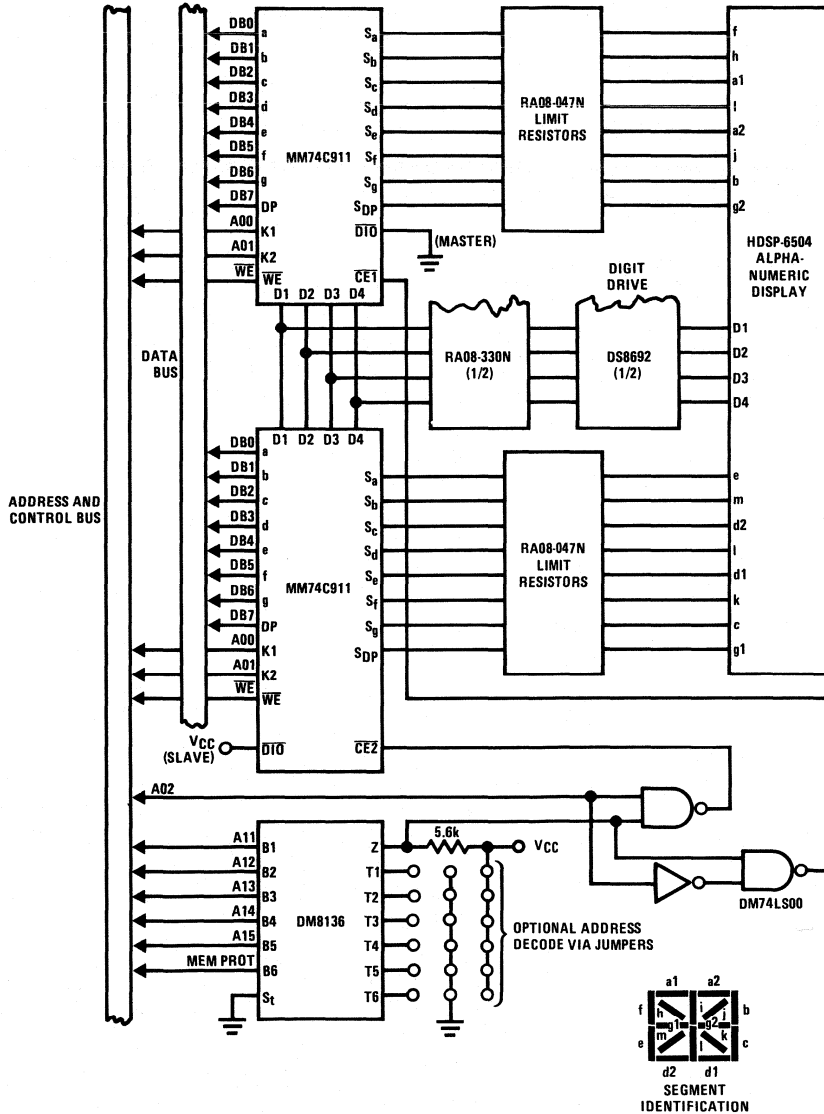 DB0 a Sa f
DB1 b Sb h
DB2 c Sc a1
DB3 d Sd l
DB4 e Se a2
DB5 f Sf j
DB6 g Sg b
DB7 DP SDP g2
MM74C911
RA08-047N
LIMIT
RESISTORS
A00 K1 DIO (MASTER)
A01 K2
WE WE CE1
D1 D2 D3 D4
HDSP-6504
ALPHA-
NUMERIC
DISPLAY
DIGIT
DRIVE
RA08-330N
(1/2)
DS8692
(1/2)
D1
D2
D3
D4
DATA
BUS
ADDRESS AND
CONTROL BUS
D1 D2 D3 D4
DB0 a Sa e
DB1 b Sb m
DB2 c Sc d2
DB3 d Sd l
DB4 e Se d1
DB5 f Sf k
DB6 g Sg c
DB7 DP SDP g1
MM74C911
RA08-047N
LIMIT
RESISTORS
A00 K1
A01 K2
WE WE
VCC
(SLAVE)
DIO CE2
A02
A11 B1 Z 5.6k VCC
A12 B2 T1
A13 B3 T2
A14 B4 T3
A15 B5 T4
MEM PROT B6 T5
St T6
DM8136
OPTIONAL ADDRESS
DECODE VIA JUMPERS
DM74LS00
a1 a2
f h i j b
g1 g2
e m l k c
d2 d1
SEGMENT
IDENTIFICATION